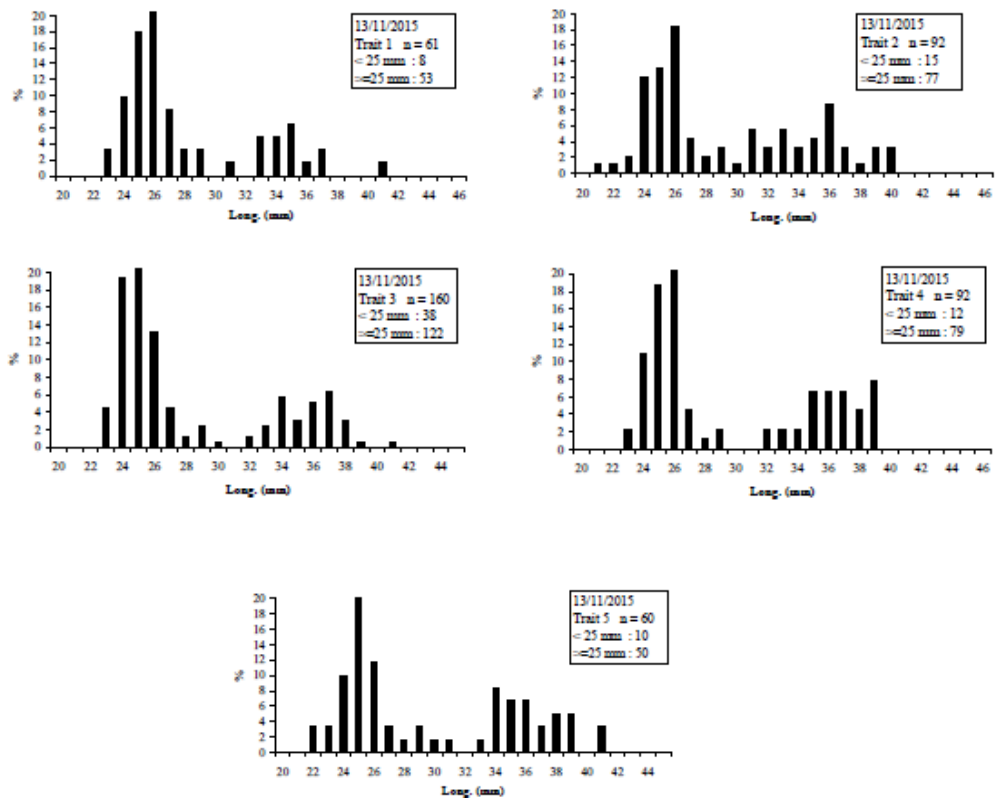 20
18
16
14
12
10
8
6
4
2
0
%
20 22 24 26 28 30 32 34 36 38 40 42 44 46
Long. (mm)
13/11/2015
Trait 1 n = 61
< 25 mm : 8
>=25 mm : 53
20
18
16
14
12
10
8
6
4
2
0
%
20 22 24 26 28 30 32 34 36 38 40 42 44 46
Long. (mm)
13/11/2015
Trait 2 n = 92
< 25 mm : 15
>=25 mm : 77
20
18
16
14
12
10
8
6
4
2
0
%
20 22 24 26 28 30 32 34 36 38 40 42 44
Long. (mm)
13/11/2015
Trait 3 n = 160
< 25 mm : 38
>=25 mm : 122
20
18
16
14
12
10
8
6
4
2
0
%
20 22 24 26 28 30 32 34 36 38 40 42 44 46
Long. (mm)
13/11/2015
Trait 4 n = 92
< 25 mm : 12
>=25 mm : 79
20
18
16
14
12
10
8
6
4
2
0
%
20 22 24 26 28 30 32 34 36 38 40 42 44
Long. (mm)
13/11/2015
Trait 5 n = 60
< 25 mm : 10
>=25 mm : 50